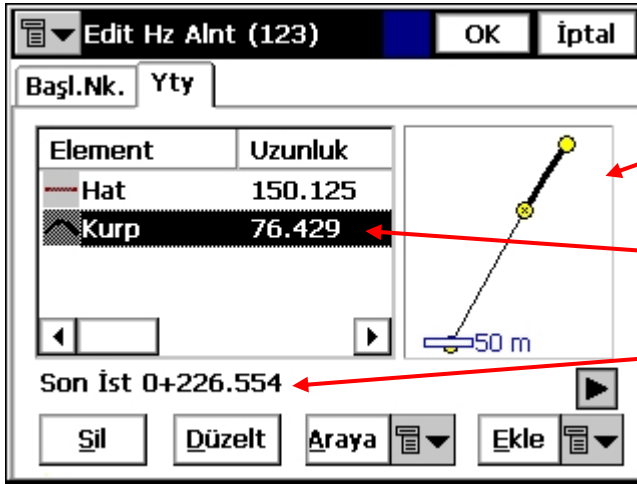 Edit Hz Alnt (123) OK İptal
Başl.Nk. Yty
Element Uzunluk
Hat 150.125
Kurp 76.429
50 m
Son İst 0+226.554
Sil Düzelt Araya Ekle